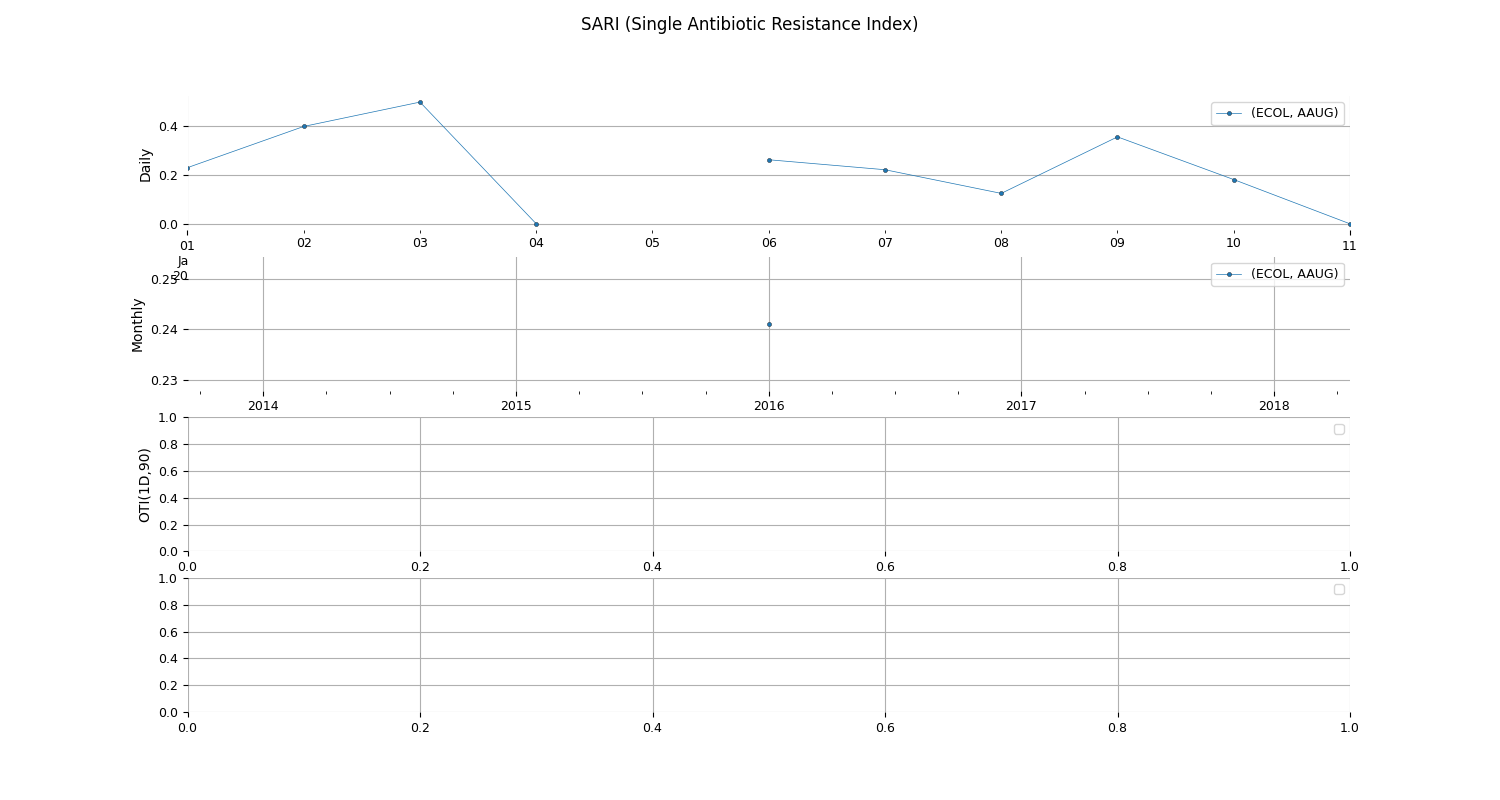 SARI (Single Antibiotic Resistance Index)
Daily
0.4
0.2
0.0
(ECOL, AAUG)
01 02 03 04 05 06 07 08 09 10 11
Ja
20
Monthly
0.25
0.24
0.23
(ECOL, AAUG)
2014 2015 2016 2017 2018
OTI(1D,90)
1.0
0.8
0.6
0.4
0.2
0.0
0.0 0.2 0.4 0.6 0.8 1.0
1.0
0.8
0.6
0.4
0.2
0.0
0.0 0.2 0.4 0.6 0.8 1.0